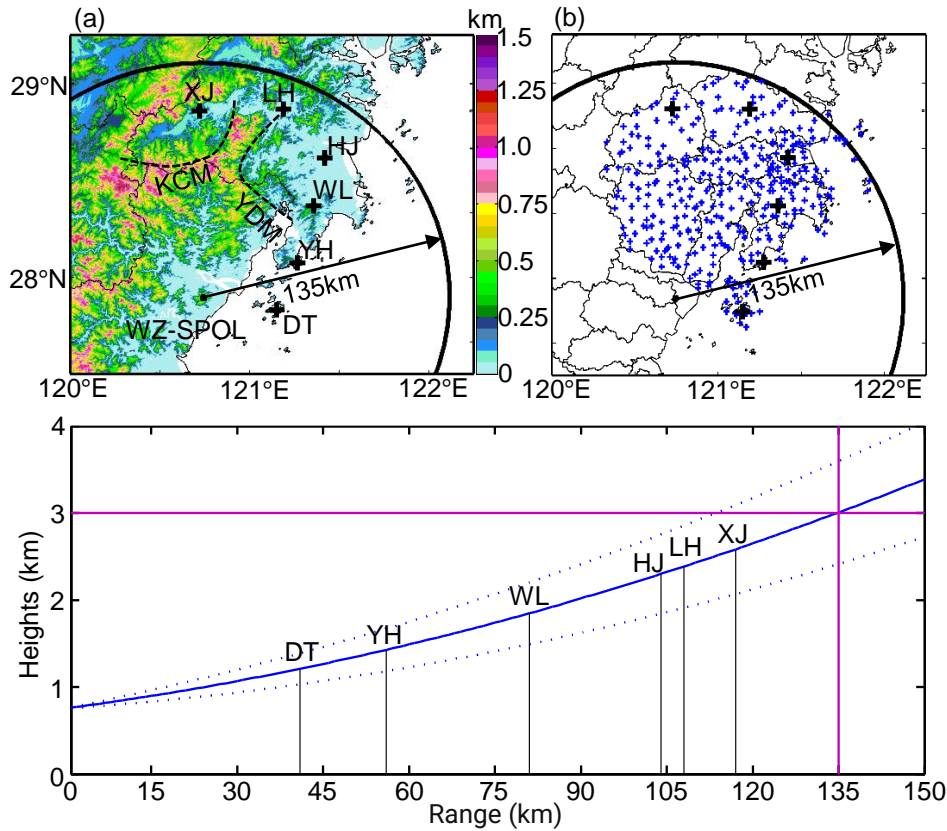 (a)
km
(b)
1.5
1.25
1.0
0.75
0.5
0.25
0
29°N
28°N
XJ
LH
HJ
KCM
WL
YDM
YH
135km
WZ-SPOL
DT
120°E
121°E
122°E
135km
120°E
121°E
122°E
4
3
2
1
0
Heights (km)
DT
YH
WL
HJ
LH
XJ
0 15 30 45 60 75 90 105 120 135 150
Range (km)